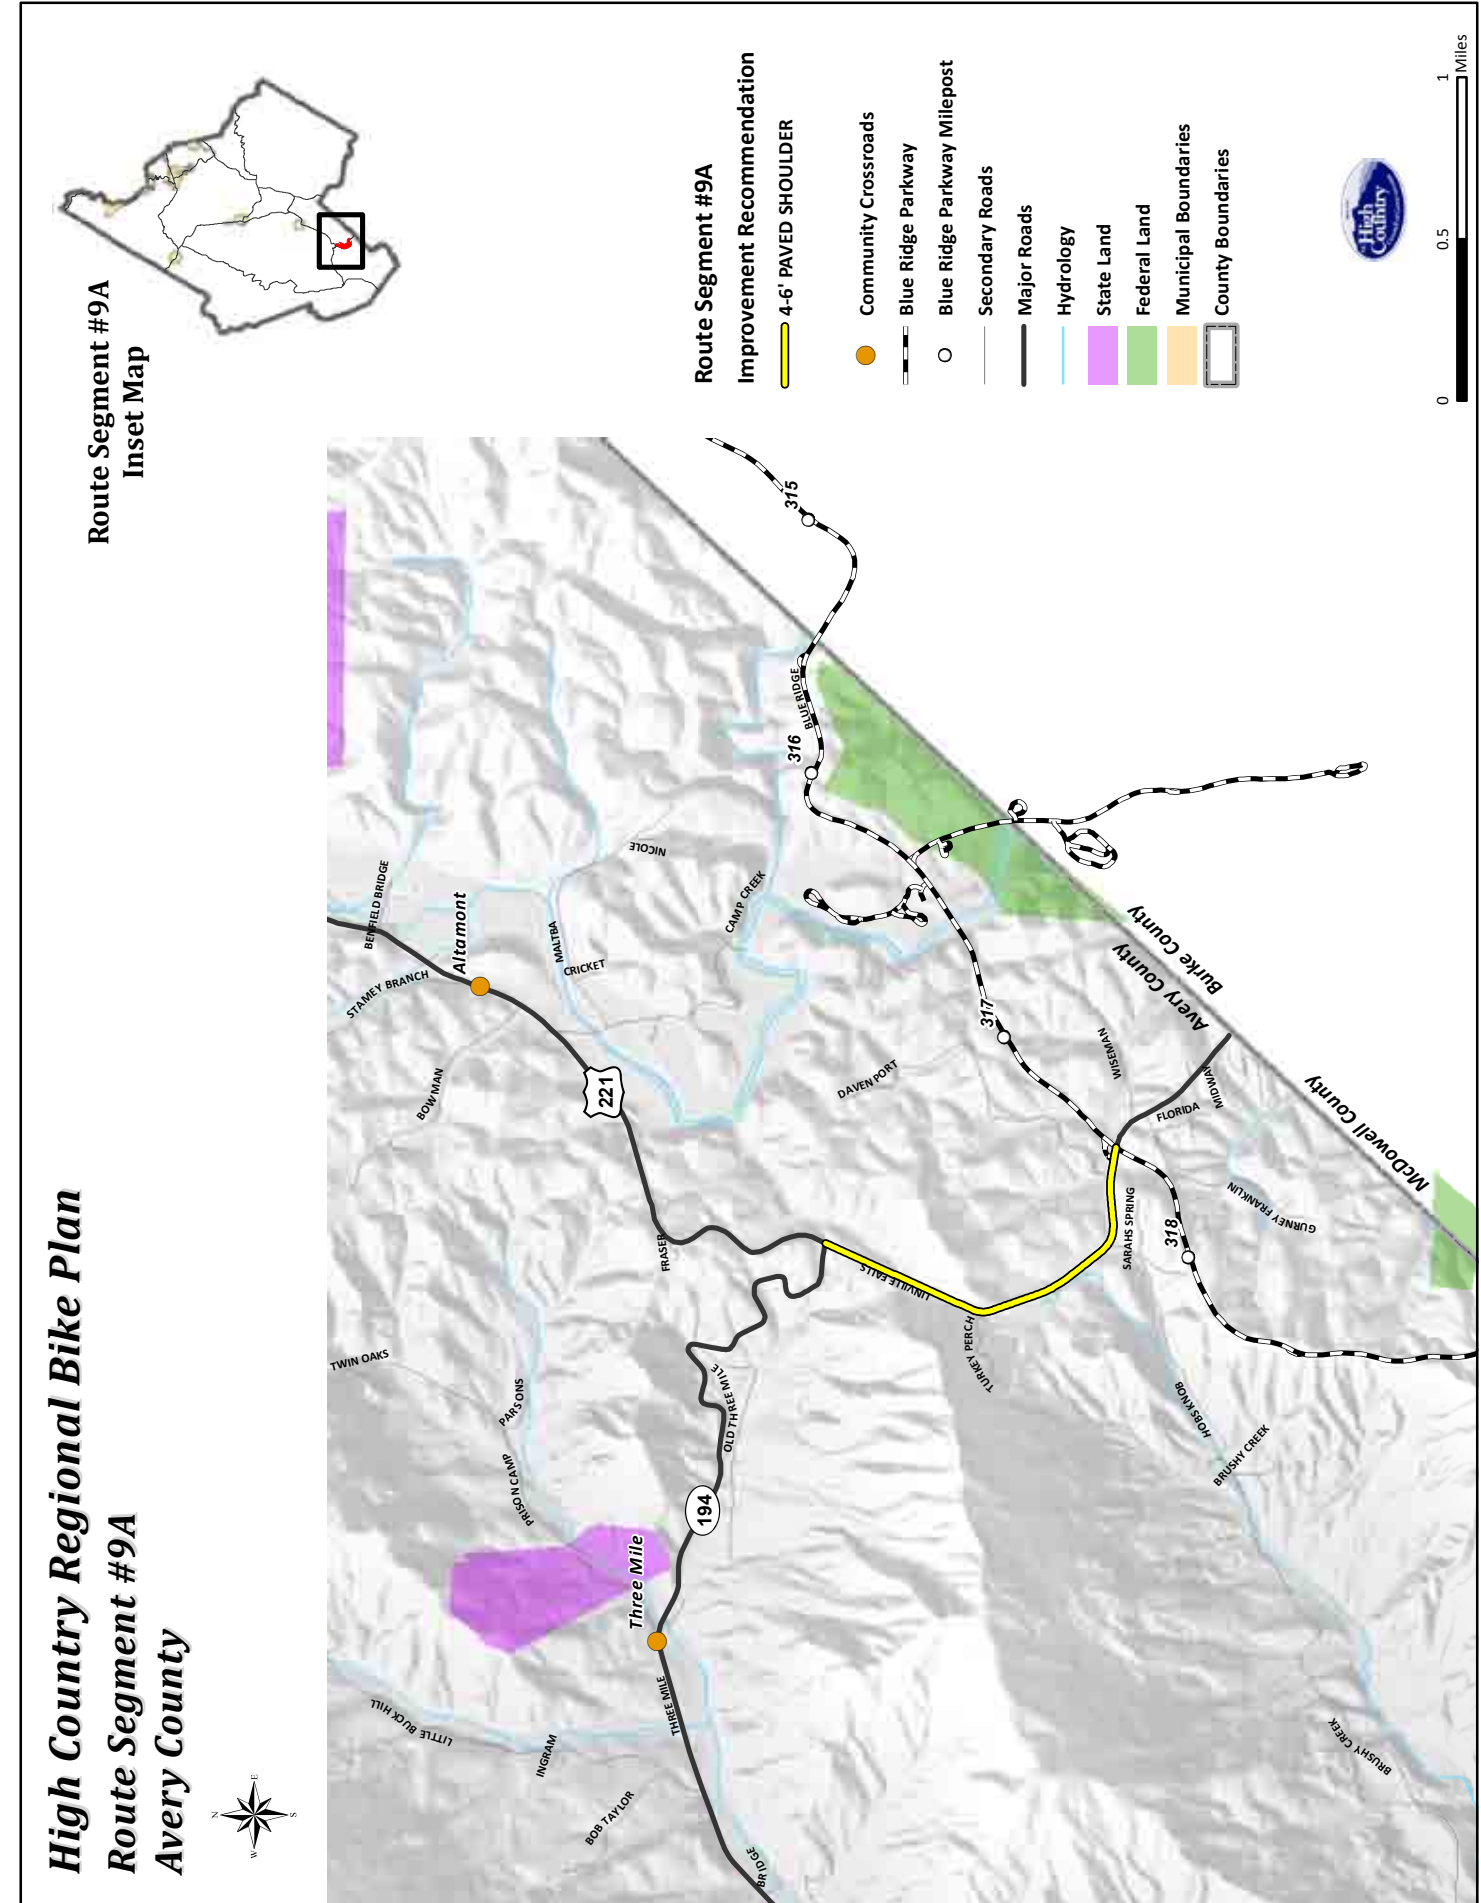 High Country Regional Bike Plan
Route Segment #9A
Avery County
N
W
E
S
Route Segment #9A
Inset Map
TWIN OAKS
BENFIELD BRIDGE
STAMEY BRANCH
Altamont
BOWMAN
LITTLE BUCK HILL
PARSONS
PRISON CAMP
INGRAM
BOB TAYLOR
Three Mile
THREE MILE
BRIDGE
194
OLD THREE MILE
FRASER
221
MALTBA
CRICKET
NICOLE
CAMP CREEK
315
316
BLUE RIDGE
317
DAVENPORT
WISEMAN
LINVILLE FALLS
TURKEY PERCH
SARAHS SPRING
FLORIDA
MIDWAY
318
GURNEY FRANKLIN
HOBSKNOB
BRUSHY CREEK
BRUSHY CREEK
Avery County
Burke County
McDowell County
Route Segment #9A
Improvement Recommendation
4-6' PAVED SHOULDER
Community Crossroads
Blue Ridge Parkway
Blue Ridge Parkway Milepost
Secondary Roads
Major Roads
Hydrology
State Land
Federal Land
Municipal Boundaries
County Boundaries
High
Country
0
0.5
1
Miles